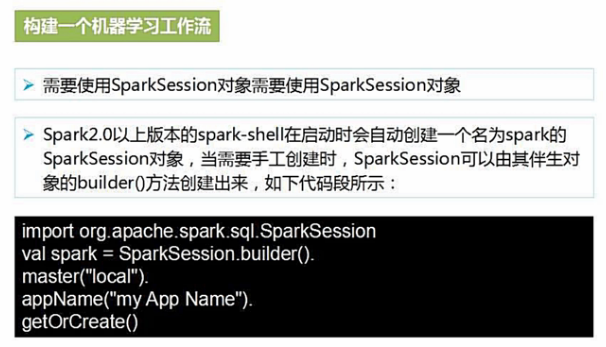 构建一个机器学习工作流
需要使用SparkSession对象需要使用SparkSession对象
Spark2.0以上版本的spark-shell在启动时会自动创建一个名为spark的
SparkSession对象，当需要手工创建时，SparkSession可以由其伴生对
象的builder()方法创建出来，如下代码段所示：
import org.apache.spark.sql.SparkSession
val spark = SparkSession.builder().
master("local").
appName("my App Name").
getOrCreate()